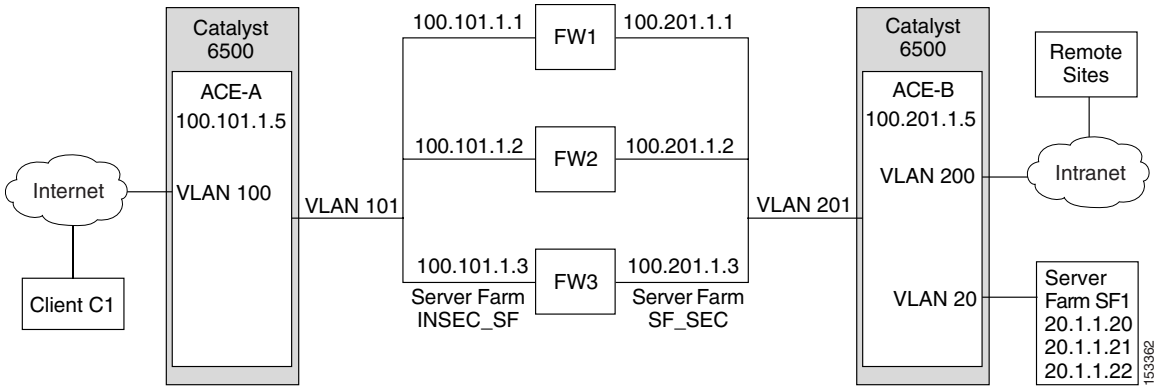 Catalyst
6500
ACE-A
100.101.1.5
VLAN 100
Internet
Client C1
VLAN 101
100.101.1.1
FW1
100.201.1.1
100.101.1.2
FW2
100.201.1.2
100.101.1.3
FW3
100.201.1.3
Server Farm
INSEC_SF
Server Farm
SF_SEC
VLAN 201
Catalyst
6500
ACE-B
100.201.1.5
VLAN 200
VLAN 20
Remote
Sites
Intranet
Server
Farm SF1
20.1.1.20
20.1.1.21
20.1.1.22
153362